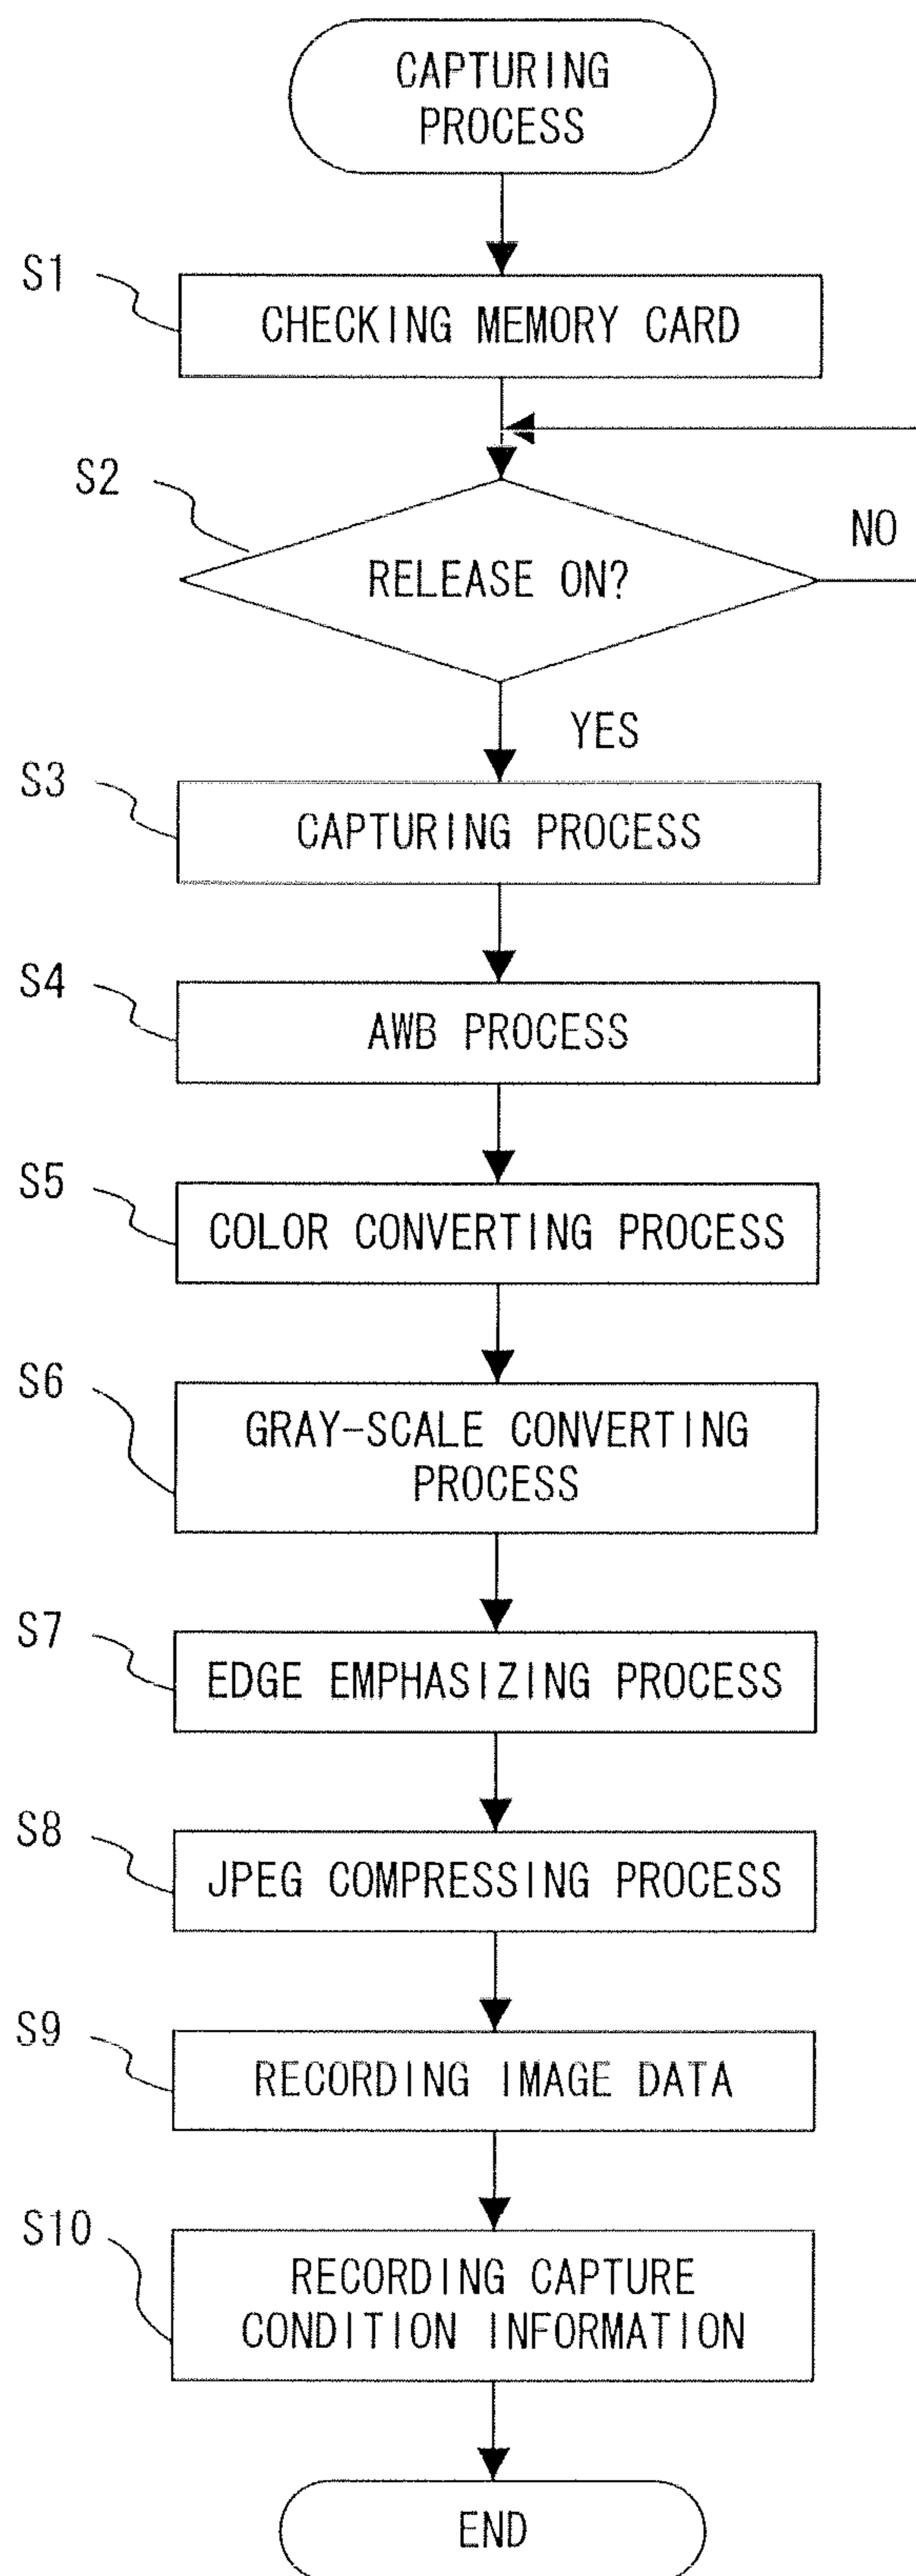 CAPTURING
PROCESS
S1
CHECKING MEMORY CARD
S2
RELEASE ON?
NO
YES
S3
CAPTURING PROCESS
S4
AWB PROCESS
S5
COLOR CONVERTING PROCESS
S6
GRAY-SCALE CONVERTING
PROCESS
S7
EDGE EMPHASIZING PROCESS
S8
JPEG COMPRESSING PROCESS
S9
RECORDING IMAGE DATA
S10
RECORDING CAPTURE
CONDITION INFORMATION
END